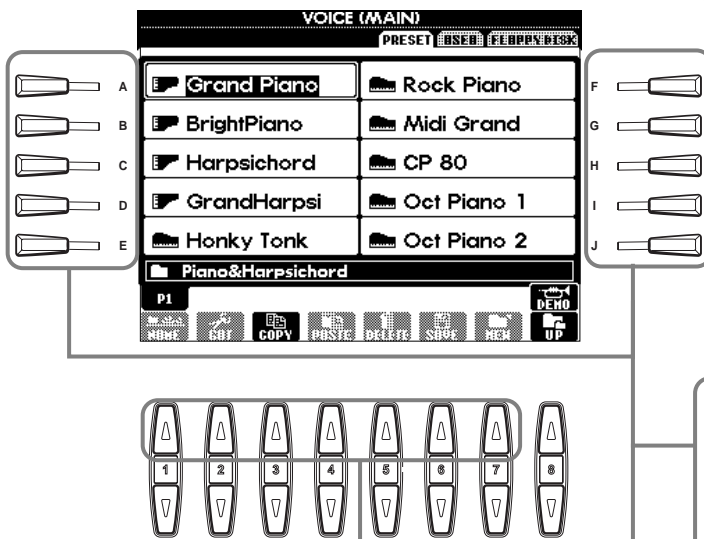 VOICE (MAIN)
PRESET USER FLOPPY DISK
A Grand Piano Rock Piano F
B BrightPiano Midi Grand G
C Harpsichord CP 80 H
D GrandHarpsi Oct Piano 1 I
E Honky Tonk Oct Piano 2 J
Piano&Harpsichord
P1 DEMO
NAME CUT COPY PASTE DELETE SAVE NEW UP
1 2 3 4 5 6 7 8